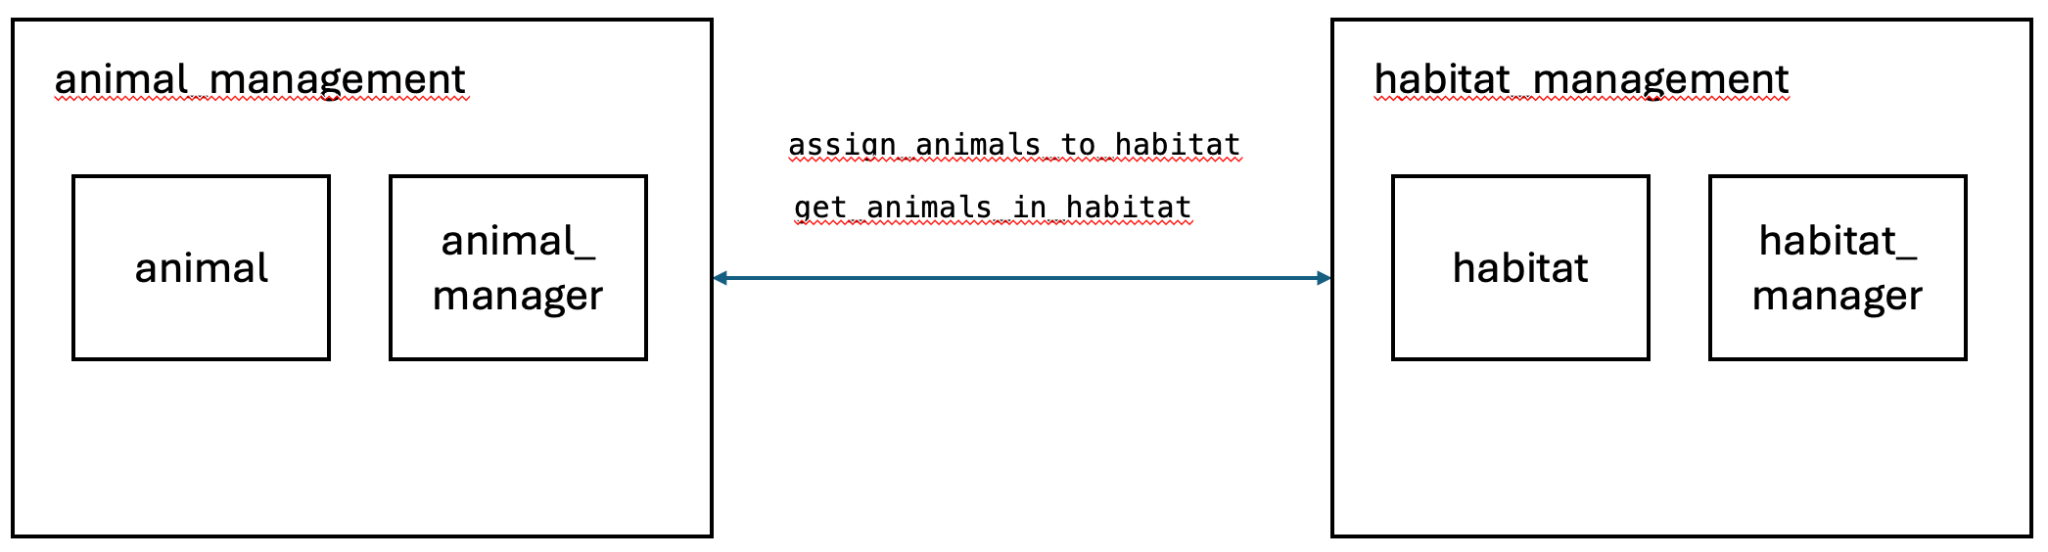 animal_management
animal
animal_
manager
assign_animals_to_habitat
get_animals_in_habitat
habitat_management
habitat
habitat_
manager